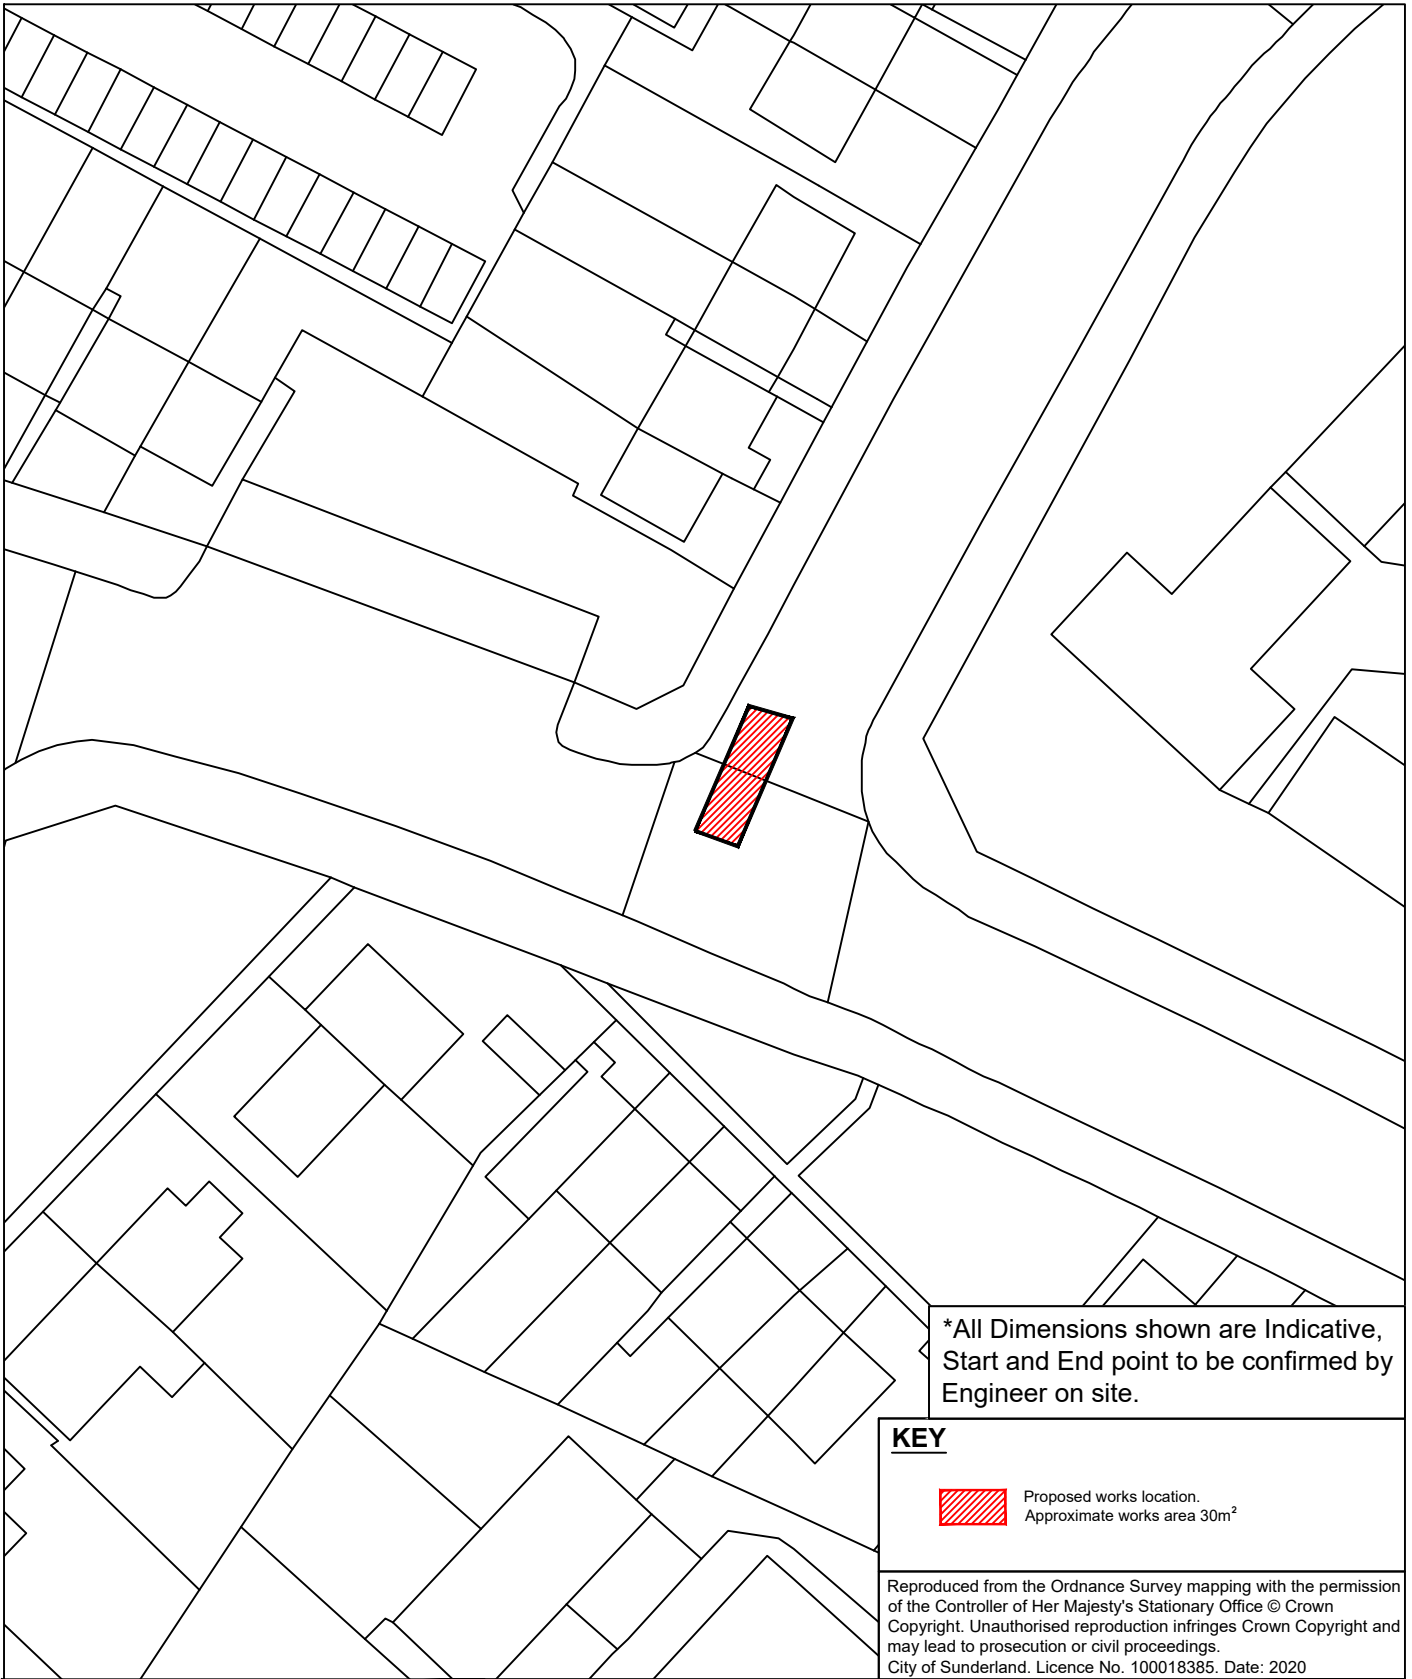 *All Dimensions shown are Indicative,
Start and End point to be confirmed by
Engineer on site.
KEY
Proposed works location.
Approximate works area 30m²
Reproduced from the Ordnance Survey mapping with the permission
of the Controller of Her Majesty's Stationary Office © Crown
Copyright. Unauthorised reproduction infringes Crown Copyright and
may lead to prosecution or civil proceedings.
City of Sunderland. Licence No. 100018385. Date: 2020